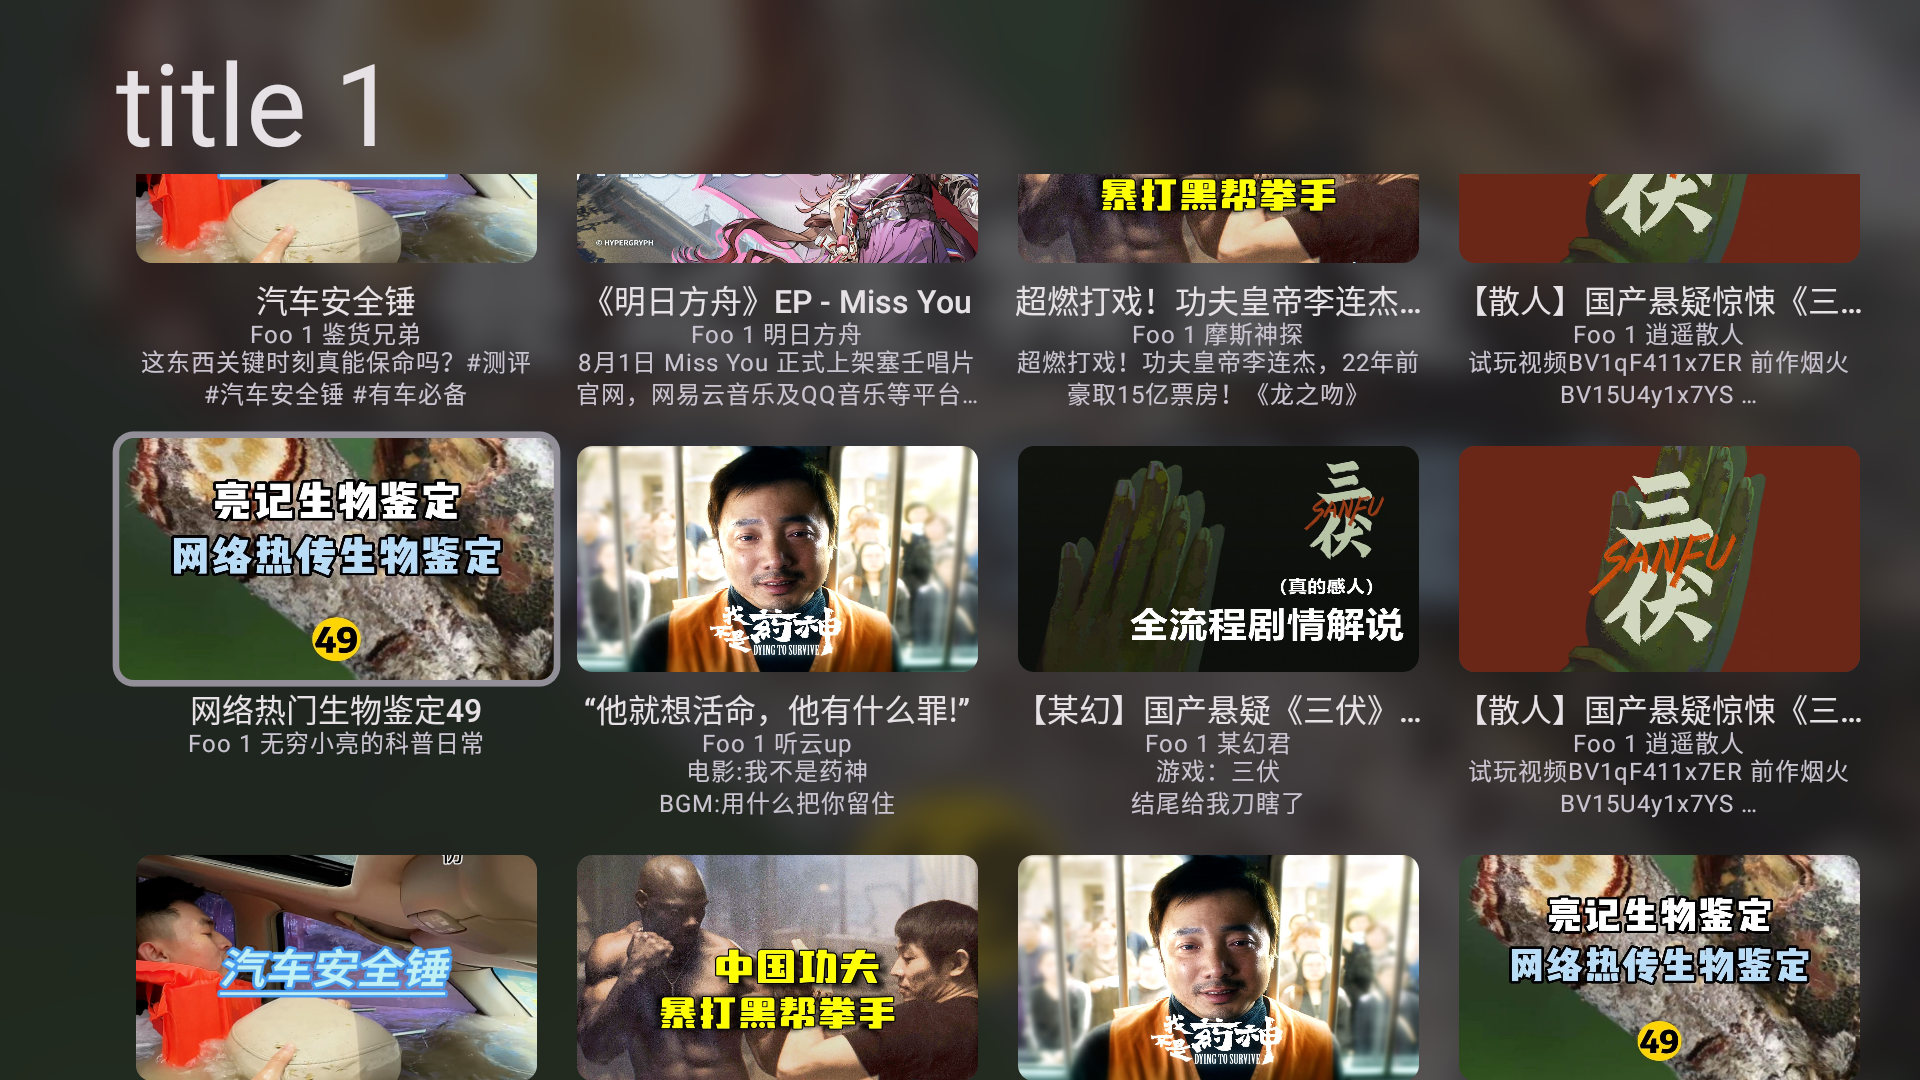 title 1
© HYPERGRYPH
暴打黑帮拳手
伏
汽车安全锤
Foo 1 鉴货兄弟
这东西关键时刻真能保命吗？#测评
#汽车安全锤 #有车必备
《明日方舟》EP - Miss You
Foo 1 明日方舟
8月1日 Miss You 正式上架塞壬唱片
官网，网易云音乐及QQ音乐等平台…
超燃打戏！功夫皇帝李连杰…
Foo 1 摩斯神探
超燃打戏！功夫皇帝李连杰，22年前
豪取15亿票房！《龙之吻》
【散人】国产悬疑惊悚《三…
Foo 1 逍遥散人
试玩视频BV1qF411x7ER 前作烟火
BV15U4y1x7YS …
亮记生物鉴定
网络热传生物鉴定
49
我不是药神
DYING TO SURVIVE
三伏
SANFU
（真的感人）
全流程剧情解说
三伏
SANFU
网络热门生物鉴定49
Foo 1 无穷小亮的科普日常
“他就想活命，他有什么罪!”
Foo 1 听云up
电影:我不是药神
BGM:用什么把你留住
【某幻】国产悬疑《三伏》…
Foo 1 某幻君
游戏：三伏
结尾给我刀瞎了
【散人】国产悬疑惊悚《三…
Foo 1 逍遥散人
试玩视频BV1qF411x7ER 前作烟火
BV15U4y1x7YS …
汽车安全锤
中国功夫
暴打黑帮拳手
我不是药神
DYING TO SURVIVE
亮记生物鉴定
网络热传生物鉴定
49